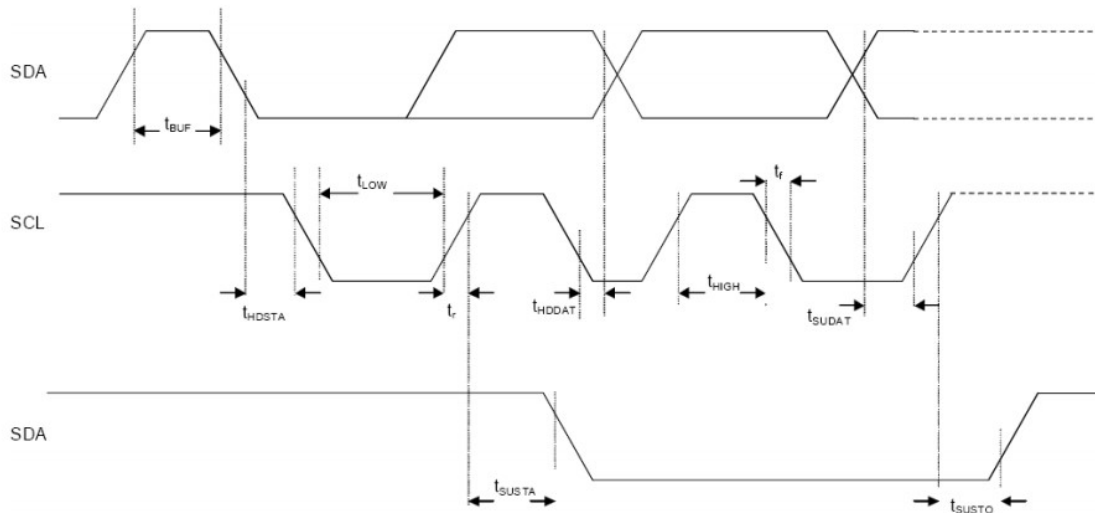 SDA
tBUF
tLOW
tf
SCL
tHDSTA
tr
tHDDAT
tHIGH
tSUDAT
SDA
tSUSTA
tSUSTO